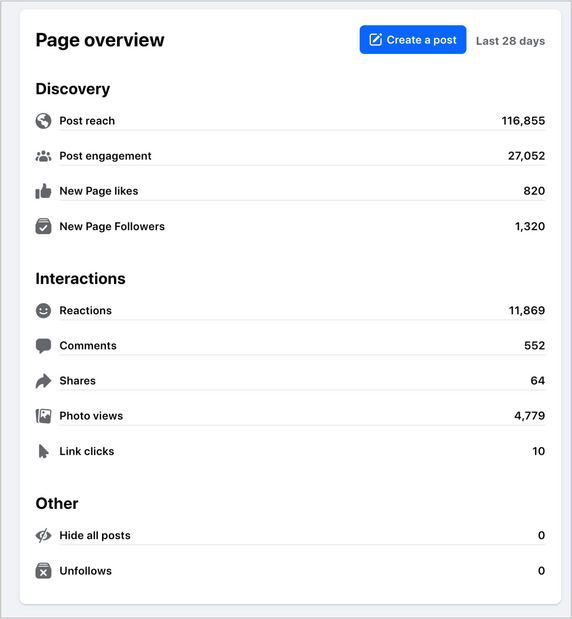 Page overview
Create a post
Last 28 days
Discovery
Post reach 116,855
Post engagement 27,052
New Page likes 820
New Page Followers 1,320
Interactions
Reactions 11,869
Comments 552
Shares 64
Photo views 4,779
Link clicks 10
Other
Hide all posts 0
Unfollows 0